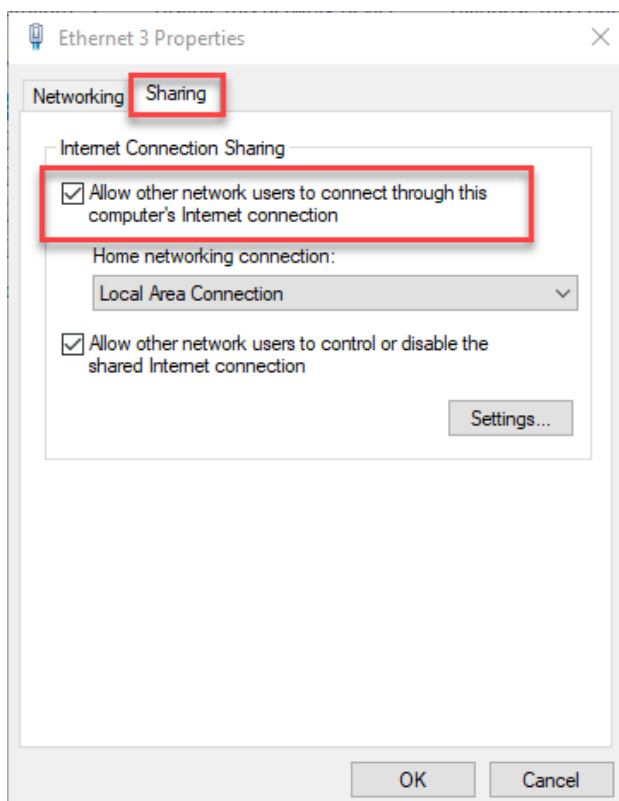 Ethernet 3 Properties
Networking
Sharing
Internet Connection Sharing
Allow other network users to connect through this
computer's Internet connection
Home networking connection:
Local Area Connection
Allow other network users to control or disable the
shared Internet connection
Settings...
OK
Cancel